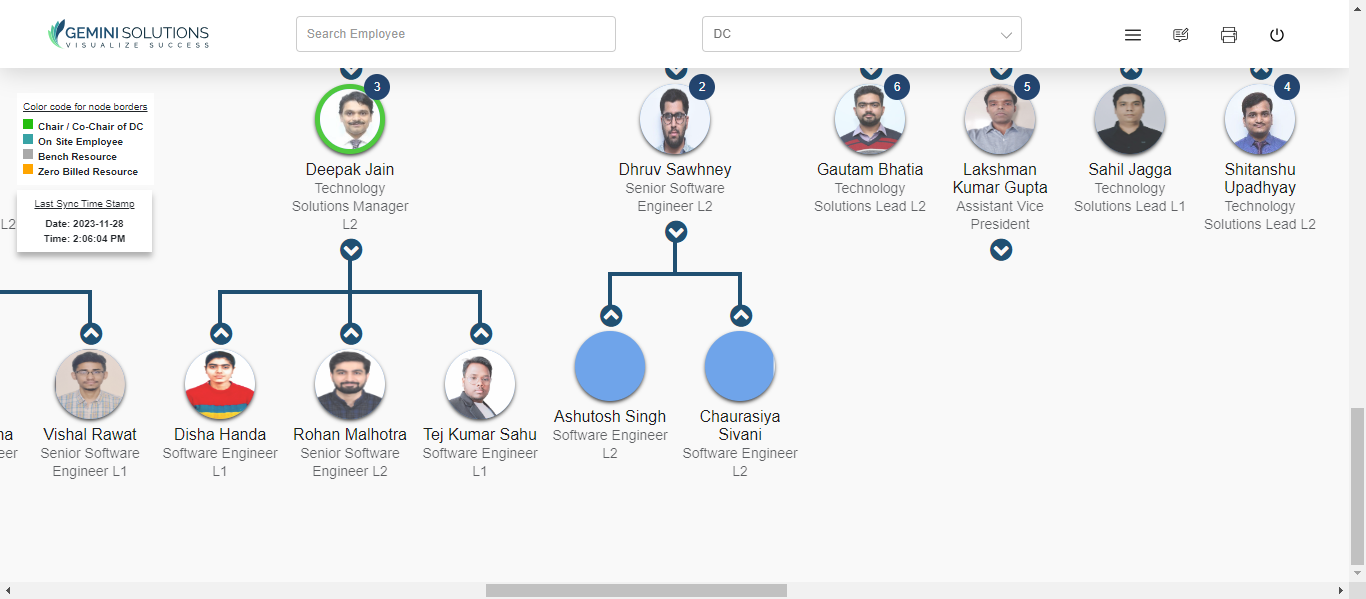 GEMINI SOLUTIONS
VISUALIZE SUCCESS
Search Employee
DC
Color code for node borders
Chair / Co-Chair of DC
On Site Employee
Bench Resource
Zero Billed Resource
Last Sync Time Stamp
Date: 2023-11-28
Time: 2:06:04 PM
L2
3
Deepak Jain
Technology
Solutions Manager
L2
2
Dhruv Sawhney
Senior Software
Engineer L2
6
Gautam Bhatia
Technology
Solutions Lead L2
5
Lakshman
Kumar Gupta
Assistant Vice
President
Sahil Jagga
Technology
Solutions Lead L1
4
Shitanshu
Upadhyay
Technology
Solutions Lead L2
na
eer
Vishal Rawat
Senior Software
Engineer L1
Disha Handa
Software Engineer
L1
Rohan Malhotra
Senior Software
Engineer L2
Tej Kumar Sahu
Software Engineer
L1
Ashutosh Singh
Software Engineer
L2
Chaurasiya
Sivani
Software Engineer
L2